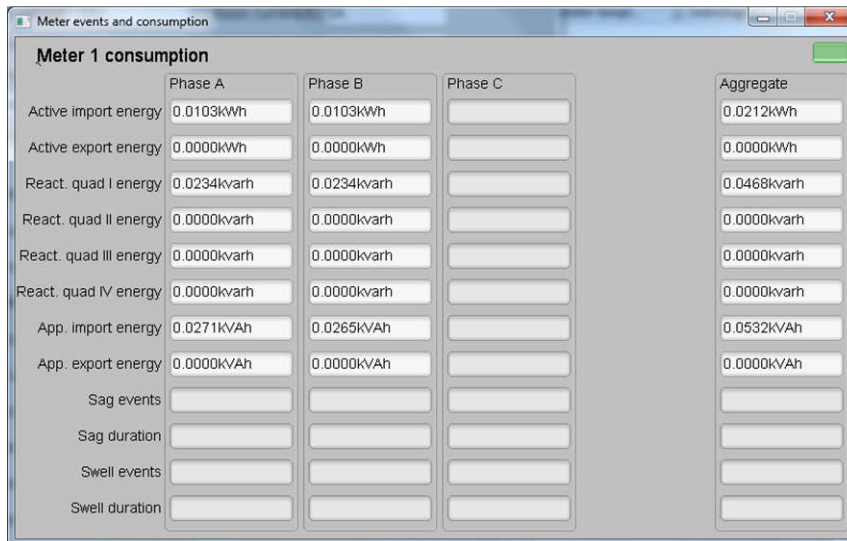 Meter events and consumption
Meter 1 consumption
Phase A Phase B Phase C Aggregate
Active import energy 0.0103kWh 0.0103kWh 0.0212kWh
Active export energy 0.0000kWh 0.0000kWh 0.0000kWh
React. quad I energy 0.0234kvarh 0.0234kvarh 0.0468kvarh
React. quad II energy 0.0000kvarh 0.0000kvarh 0.0000kvarh
React. quad III energy 0.0000kvarh 0.0000kvarh 0.0000kvarh
React. quad IV energy 0.0000kvarh 0.0000kvarh 0.0000kvarh
App. import energy 0.0271kVAh 0.0265kVAh 0.0532kVAh
App. export energy 0.0000kVAh 0.0000kVAh 0.0000kVAh
Sag events
Sag duration
Swell events
Swell duration